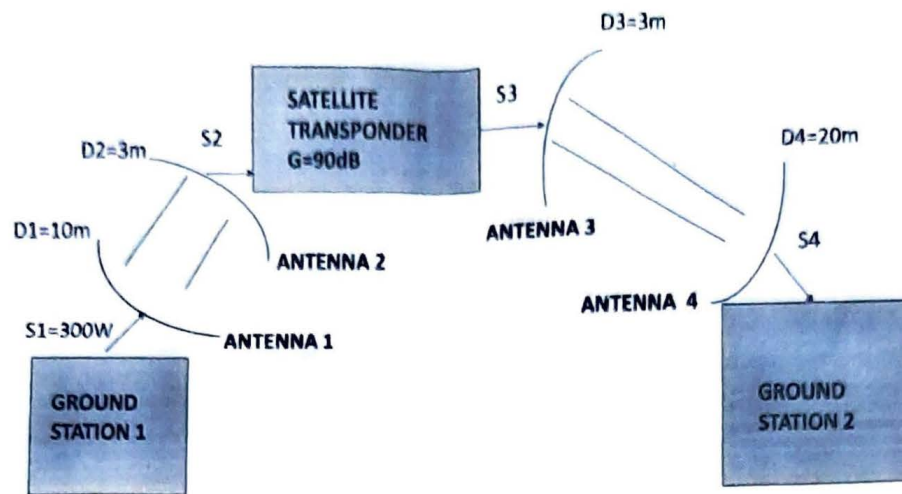 D3=3m
S3
SATELLITE
TRANSPONDER
G=90dB
S2
D2=3m
D4=20m
D1=10m
ANTENNA 3
ANTENNA 2
S4
ANTENNA 4
S1=300W
ANTENNA 1
GROUND
STATION 1
GROUND
STATION 2